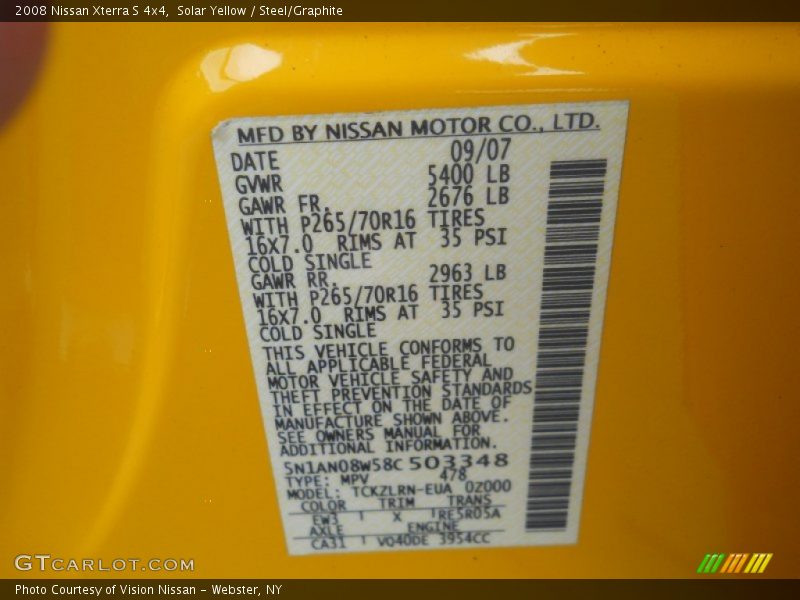 2008 Nissan Xterra S 4x4, Solar Yellow / Steel/Graphite
MFD BY NISSAN MOTOR CO., LTD.
DATE 09/07
GVWR 5400 LB
GAWR FR. 2676 LB
WITH P265/70R16 TIRES
16X7.0 RIMS AT 35 PSI
COLD SINGLE
GAWR RR. 2963 LB
WITH P265/70R16 TIRES
16X7.0 RIMS AT 35 PSI
COLD SINGLE
THIS VEHICLE CONFORMS TO
ALL APPLICABLE FEDERAL
MOTOR VEHICLE SAFETY AND
THEFT PREVENTION STANDARDS
IN EFFECT ON THE DATE OF
MANUFACTURE SHOWN ABOVE.
SEE OWNERS MANUAL FOR
ADDITIONAL INFORMATION.
5N1AN08W58C503348
TYPE: MPV 478
MODEL: TCKZLRN-EUA 0Z000
COLOR TRIM TRANS
EW3 X RE5R05A
AXLE ENGINE
CA31 VQ40DE 3954CC
GTCARLOT.COM
Photo Courtesy of Vision Nissan - Webster, NY